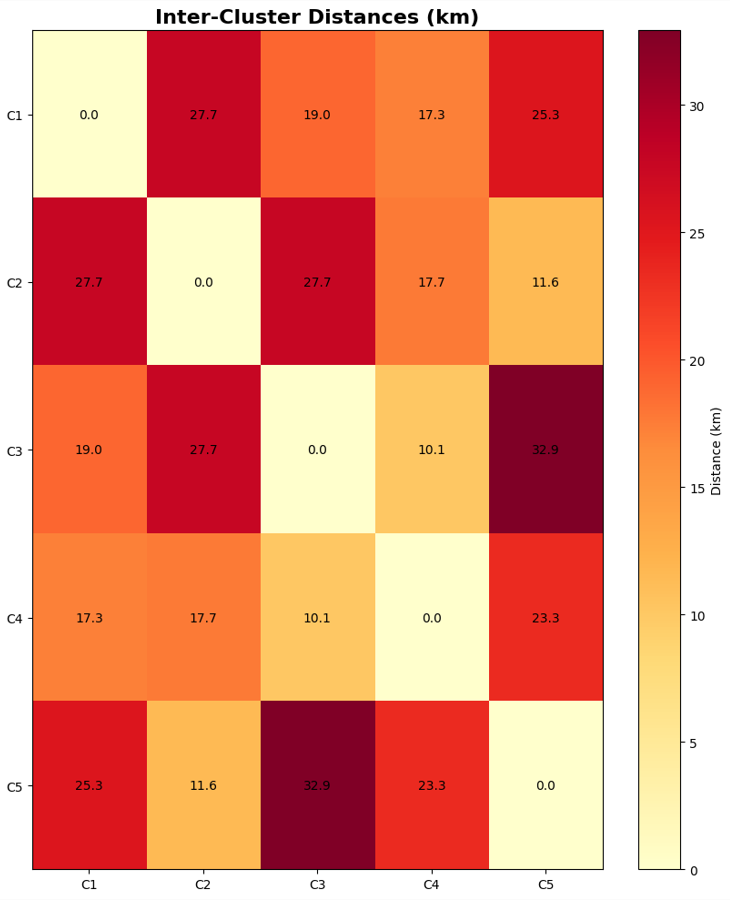 Inter-Cluster Distances (km)
C1 0.0 27.7 19.0 17.3 25.3
C2 27.7 0.0 27.7 17.7 11.6
C3 19.0 27.7 0.0 10.1 32.9
C4 17.3 17.7 10.1 0.0 23.3
C5 25.3 11.6 32.9 23.3 0.0
C1 C2 C3 C4 C5
30
25
20
15
10
5
0
Distance (km)